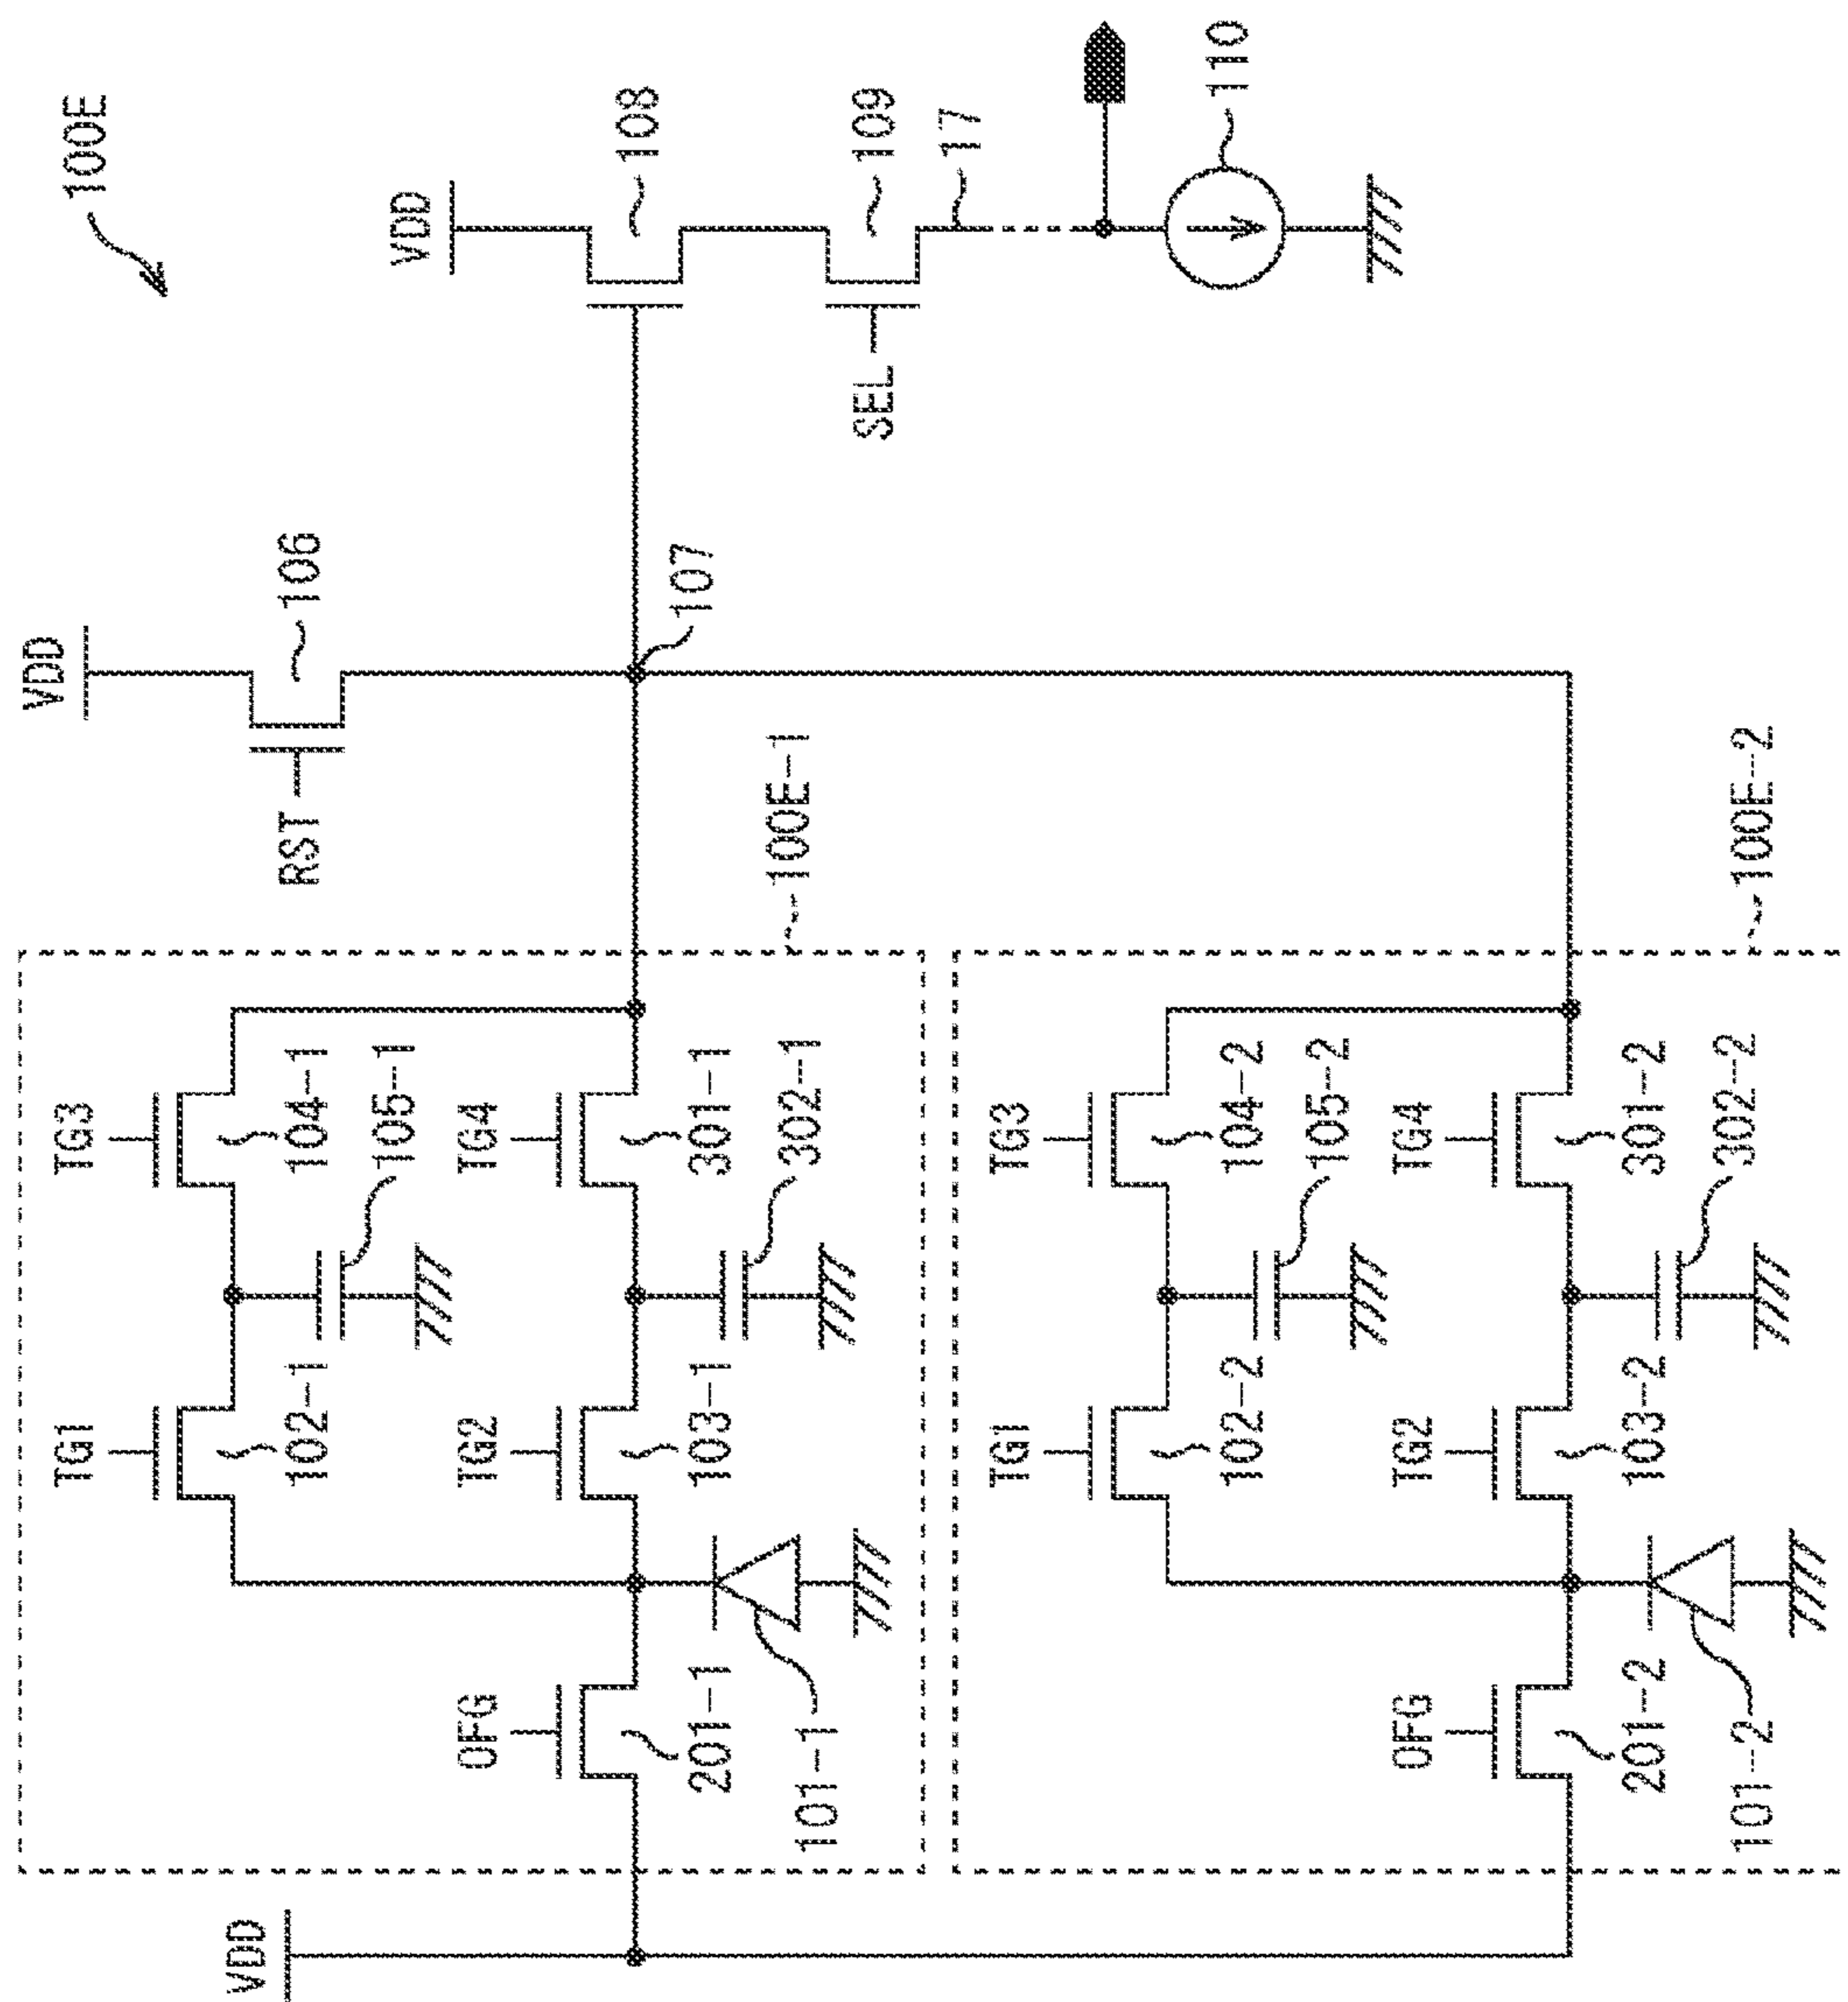 100E
VDD
VDD
106
RST
108
107
SEL
109
17
110
VDD
100E-1
TG1
TG3
102-1
104-1
105-1
OFG
TG2
TG4
201-1
103-1
301-1
302-1
101-1
100E-2
TG1
TG3
102-2
104-2
105-2
OFG
TG2
TG4
201-2
103-2
301-2
302-2
101-2